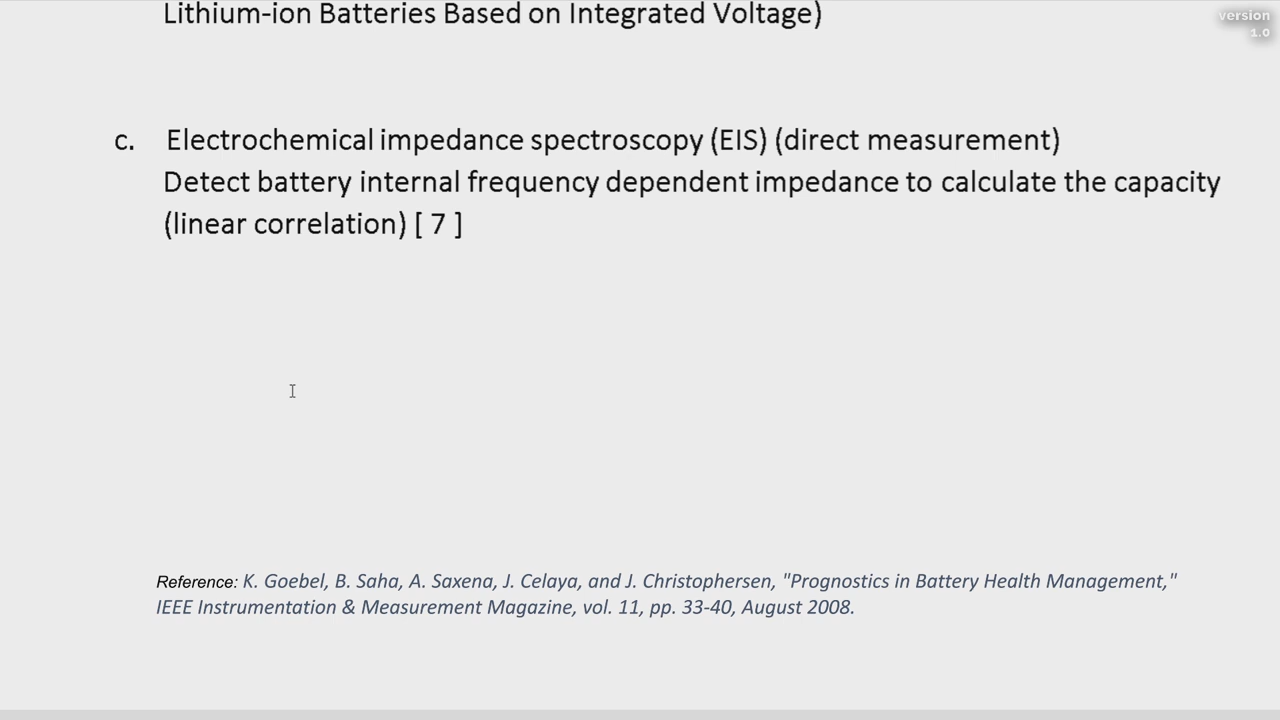 Lithium-ion Batteries Based on Integrated Voltage)
version
1.0
c. Electrochemical impedance spectroscopy (EIS) (direct measurement)
Detect battery internal frequency dependent impedance to calculate the capacity
(linear correlation) [ 7 ]
Reference: K. Goebel, B. Saha, A. Saxena, J. Celaya, and J. Christophersen, "Prognostics in Battery Health Management,"
IEEE Instrumentation & Measurement Magazine, vol. 11, pp. 33-40, August 2008.